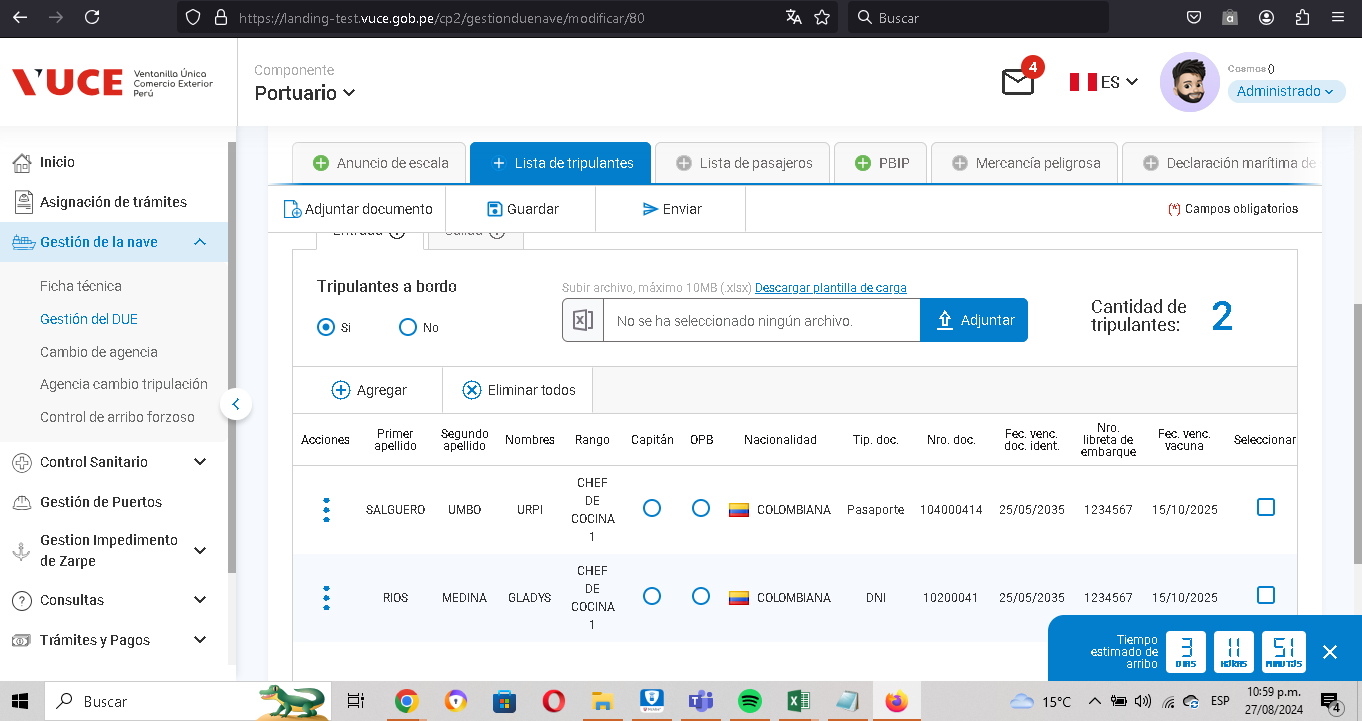 https://landing-test.vuce.gob.pe/cp2/gestionduenave/modificar/80
Buscar
VUCE Ventanilla Única
Comercio Exterior
Perú
Componente
Portuario
4
ES
Cosmos ()
Administrado
Inicio
Asignación de trámites
Gestión de la nave
Ficha técnica
Gestión del DUE
Cambio de agencia
Agencia cambio tripulación
Control de arribo forzoso
Control Sanitario
Gestión de Puertos
Gestion Impedimento
de Zarpe
Consultas
Trámites y Pagos
Anuncio de escala
Lista de tripulantes
Lista de pasajeros
PBIP
Mercancía peligrosa
Declaración marítima de
Adjuntar documento
Guardar
Enviar
(*) Campos obligatorios
Entrada
Salida
Tripulantes a bordo
Si
No
Subir archivo, máximo 10MB (.xlsx) Descargar plantilla de carga
No se ha seleccionado ningún archivo.
Adjuntar
Cantidad de
tripulantes:
2
Agregar
Eliminar todos
Acciones Primer apellido Segundo apellido Nombres Rango Capitán OPB Nacionalidad Tip. doc. Nro. doc. Fec. venc. doc. ident. Nro. libreta de embarque Fec. venc. vacuna Seleccionar
SALGUERO UMBO URPI CHEF DE COCINA 1 COLOMBIANA Pasaporte 104000414 25/05/2035 1234567 15/10/2025
RIOS MEDINA GLADYS CHEF DE COCINA 1 COLOMBIANA DNI 10200041 25/05/2035 1234567 15/10/2025
Tiempo
estimado de
arribo
3 DIAS
11 HORAS
51 MINUTOS
Buscar
15°C
ESP
10:59 p.m.
27/08/2024
4